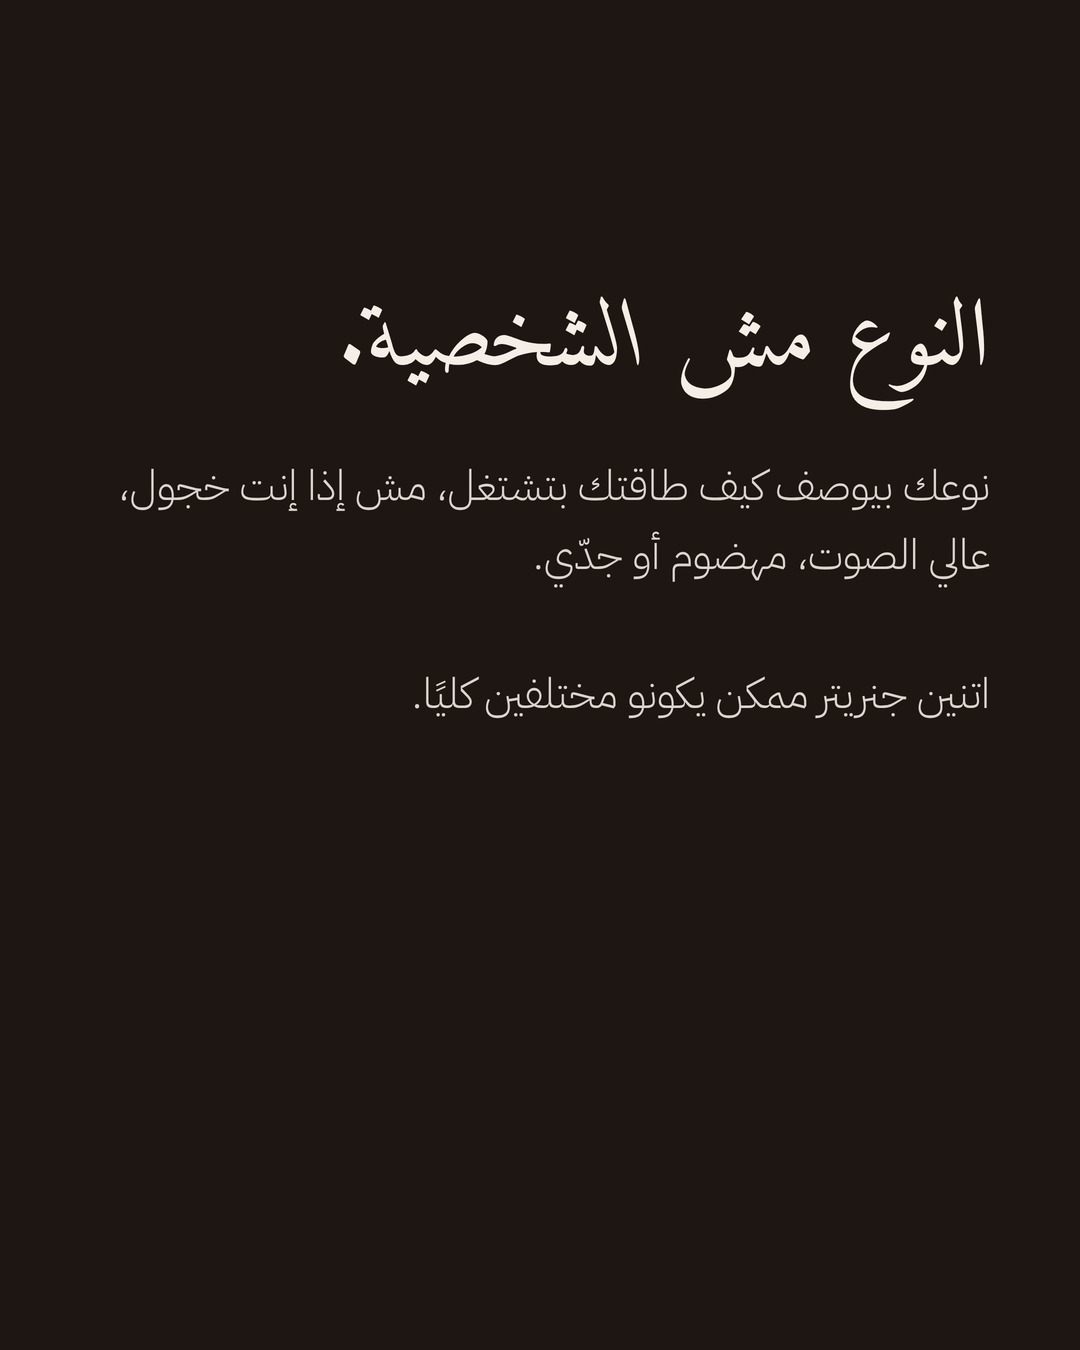 النوع مش الشخصية.
نوعك بيوصف كيف طاقتك بتشتغل، مش إذا إنت خجول،
عالي الصوت، مهضوم أو جدّي.
اتنين جنريتر ممكن يكونو مختلفين كليًا.